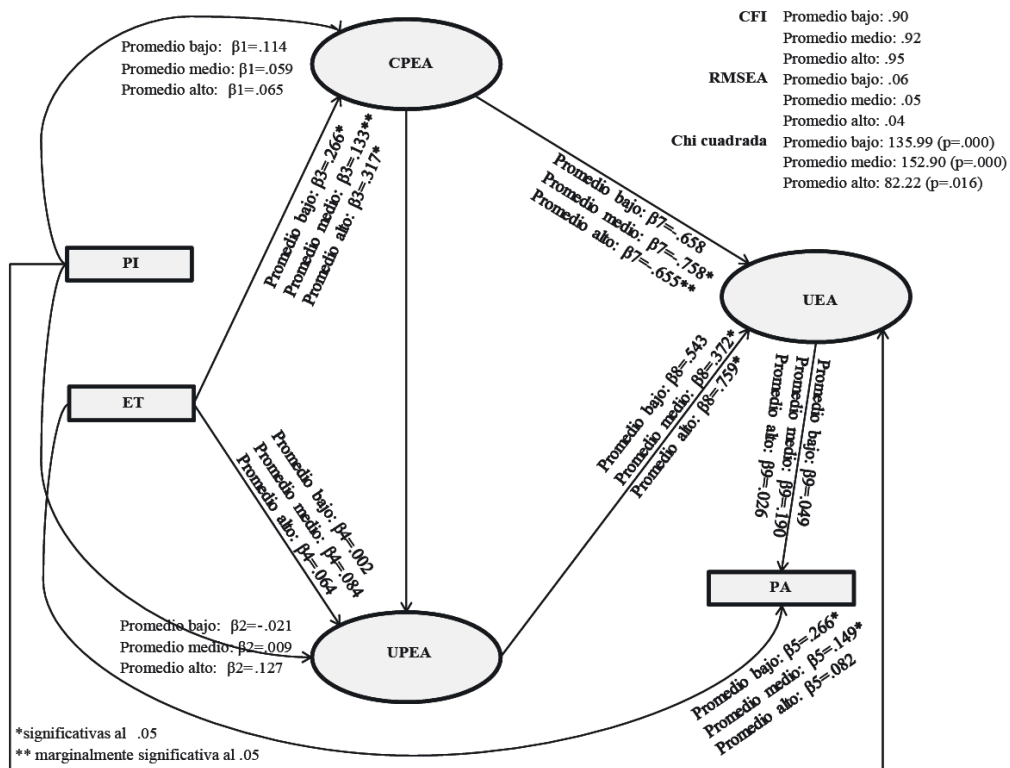 CFI Promedio bajo: .90
Promedio medio: .92
Promedio alto: .95
RMSEA Promedio bajo: .06
Promedio medio: .05
Promedio alto: .04
Chi cuadrada Promedio bajo: 135.99 (p=.000)
Promedio medio: 152.90 (p=.000)
Promedio alto: 82.22 (p=.016)
Promedio bajo: β1=.114
Promedio medio: β1=.059
Promedio alto: β1=.065
CPEA
Promedio bajo: β3=.266*
Promedio medio: β3=.133**
Promedio alto: β3=.317*
Promedio bajo: β7=-.658
Promedio medio: β7=-.758*
Promedio alto: β7=-.655**
PI
UEA
ET
Promedio bajo: β8=.543
Promedio medio: β8=.372*
Promedio alto: β8=.759*
Promedio bajo: β9=.049
Promedio medio: β9=.190
Promedio alto: β9=.026
Promedio bajo: β4=.002
Promedio medio: β4=.084
Promedio alto: β4=.064
PA
Promedio bajo: β2=-.021
Promedio medio: β2=.009
Promedio alto: β2=.127
UPEA
Promedio bajo: β5=.266*
Promedio medio: β5=.149*
Promedio alto: β5=.082
*significativas al .05
** marginalmente significativa al .05